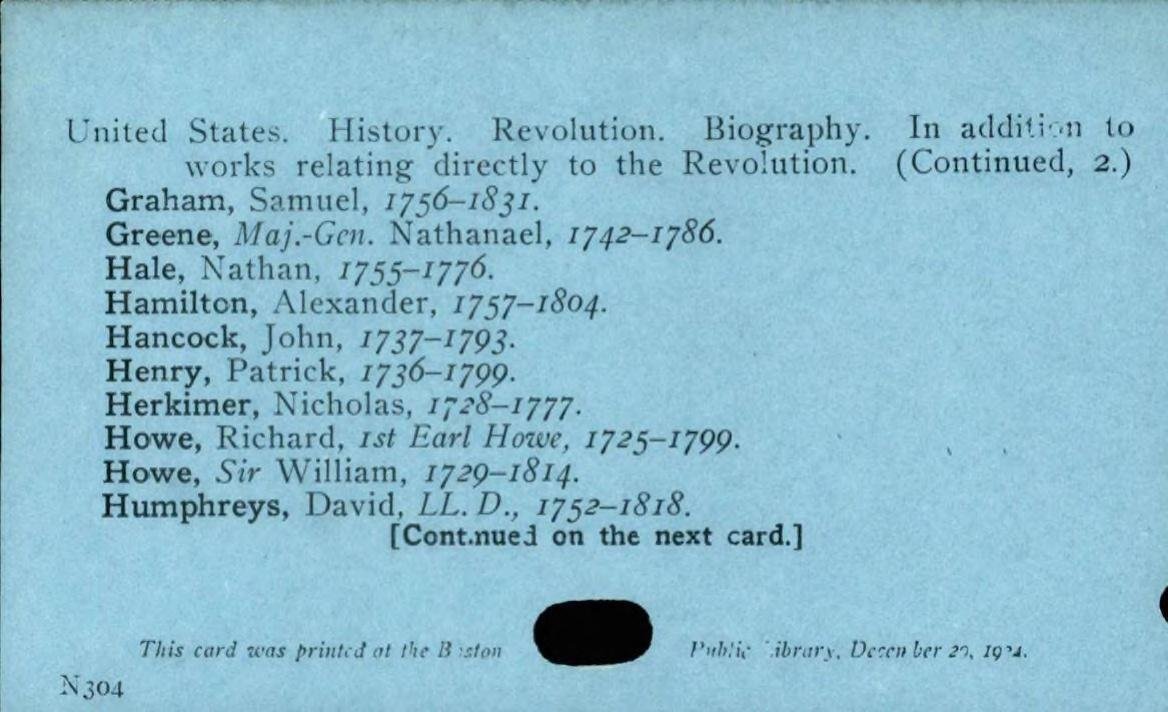 United States. History. Revolution. Biography. In addition to
works relating directly to the Revolution. (Continued, 2.)
Graham, Samuel, 1756–1831.
Greene, Maj.-Gen. Nathanael, 1742–1786.
Hale, Nathan, 1755–1776.
Hamilton, Alexander, 1757–1804.
Hancock, John, 1737–1793.
Henry, Patrick, 1736–1799.
Herkimer, Nicholas, 1728–1777.
Howe, Richard, 1st Earl Howe, 1725–1799.
Howe, Sir William, 1729–1814.
Humphreys, David, LL. D., 1752–1818.
[Continued on the next card.]
This card was printed at the Boston Public Library, December
N304